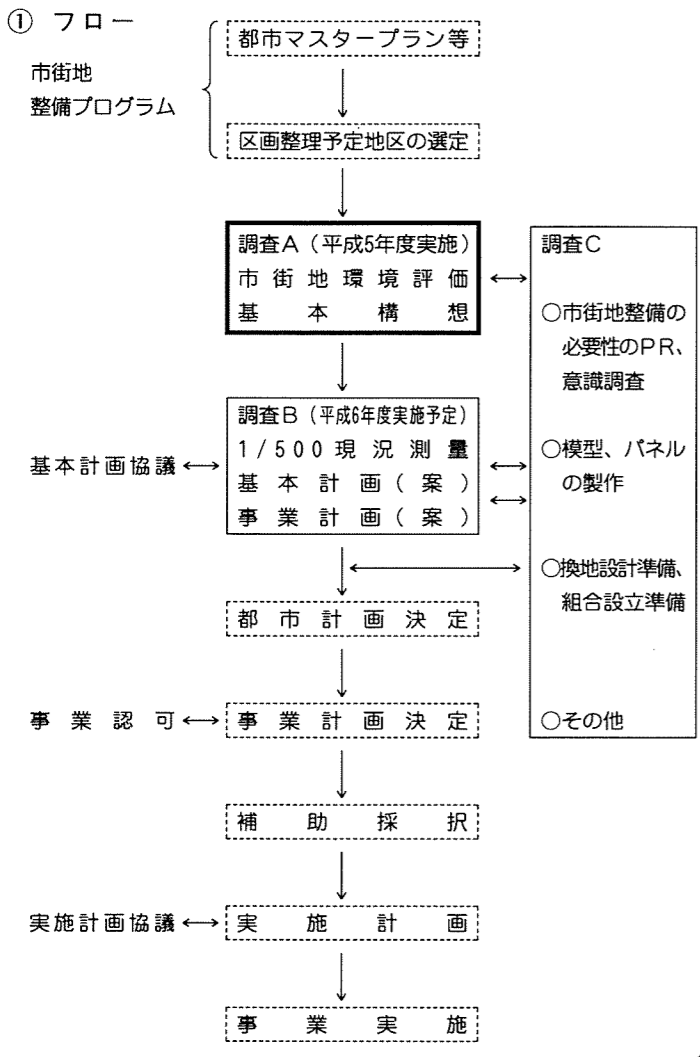 ① フロー
市街地
整備プログラム
都市マスタープラン等
区画整理予定地区の選定
調査A（平成5年度実施）
市街地環境評価
基本構想
調査B（平成6年度実施予定）
1/500現況測量
基本計画（案）
事業計画（案）
基本計画協議
調査C
○市街地整備の
必要性のPR、
意識調査
○模型、パネル
の製作
○換地設計準備、
組合設立準備
○その他
都市計画決定
事業認可
事業計画決定
補助採択
実施計画協議
実施計画
事業実施